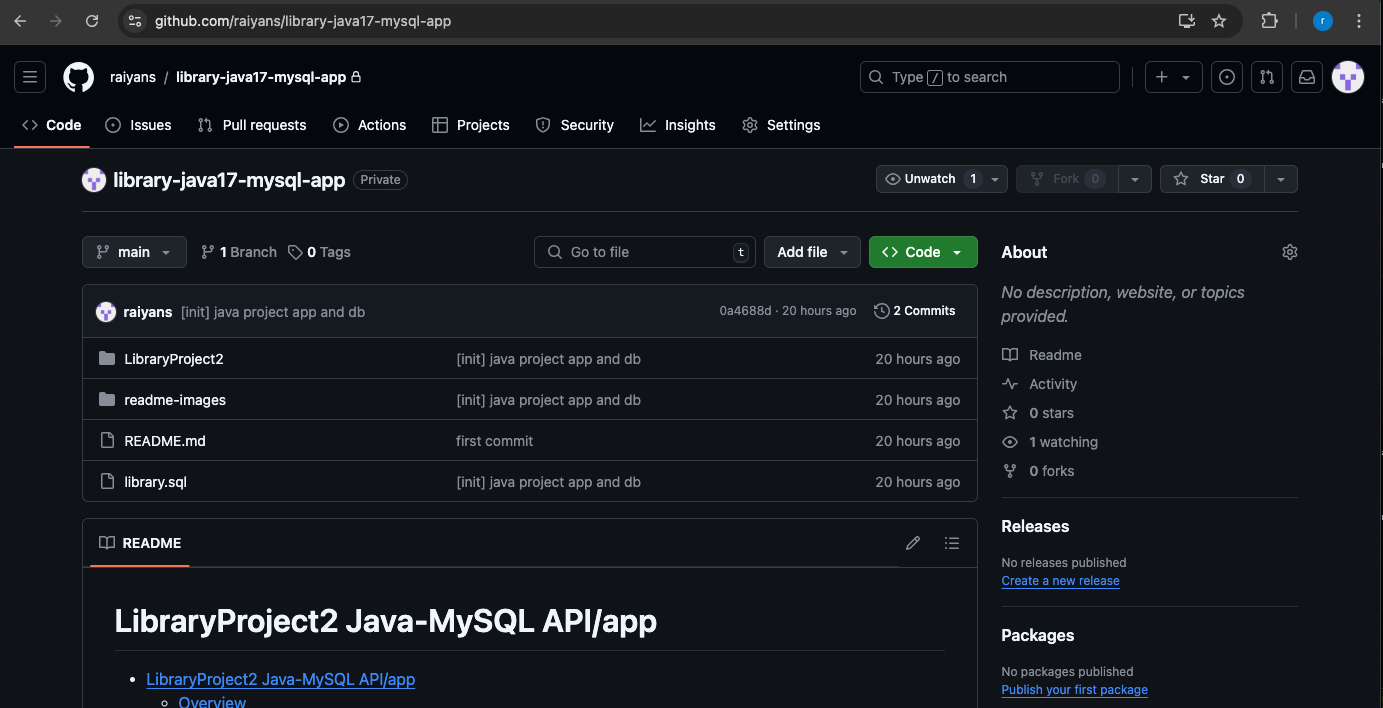 github.com/raiyans/library-java17-mysql-app
r
raiyans / library-java17-mysql-app
Type / to search
Code Issues Pull requests Actions Projects Security Insights Settings
library-java17-mysql-app Private
Unwatch 1 Fork 0 Star 0
main 1 Branch 0 Tags Go to file t Add file Code
raiyans [init] java project app and db 0a4688d · 20 hours ago 2 Commits
LibraryProject2 [init] java project app and db 20 hours ago
readme-images [init] java project app and db 20 hours ago
README.md first commit 20 hours ago
library.sql [init] java project app and db 20 hours ago
README
LibraryProject2 Java-MySQL API/app
LibraryProject2 Java-MySQL API/app
Overview
About
No description, website, or topics
provided.
Readme
Activity
0 stars
1 watching
0 forks
Releases
No releases published
Create a new release
Packages
No packages published
Publish your first package